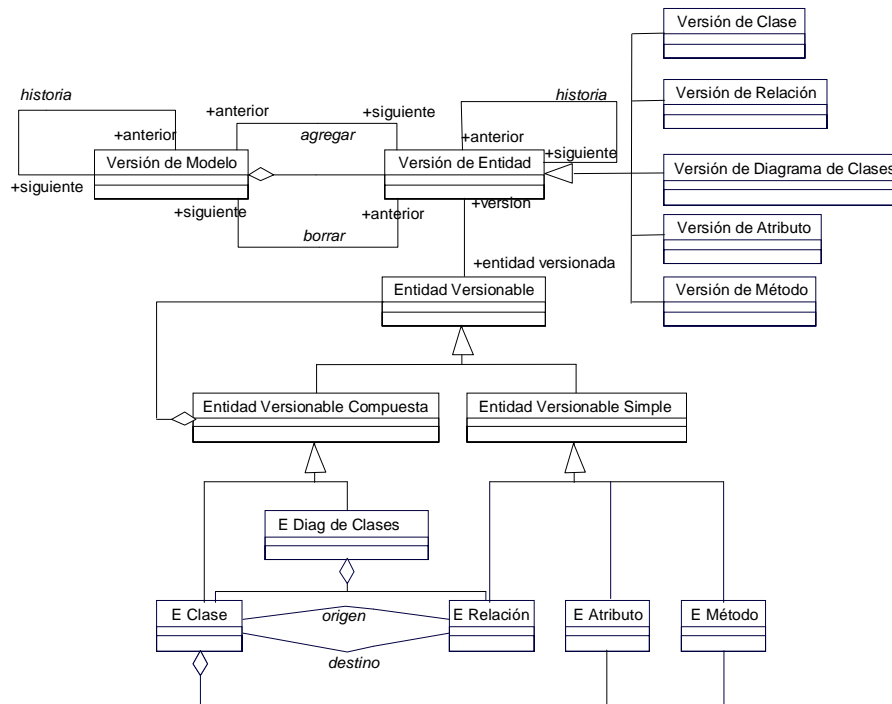 Versión de Clase
Versión de Relación
Versión de Diagrama de Clases
Versión de Atributo
Versión de Método
historia
+anterior
+siguiente
Versión de Modelo
+anterior
agregar
+siguiente
+siguiente
borrar
+anterior
historia
+anterior
+siguiente
Versión de Entidad
+version
+entidad versionada
Entidad Versionable
Entidad Versionable Compuesta
Entidad Versionable Simple
E Diag de Clases
E Clase
origen
destino
E Relación
E Atributo
E Método